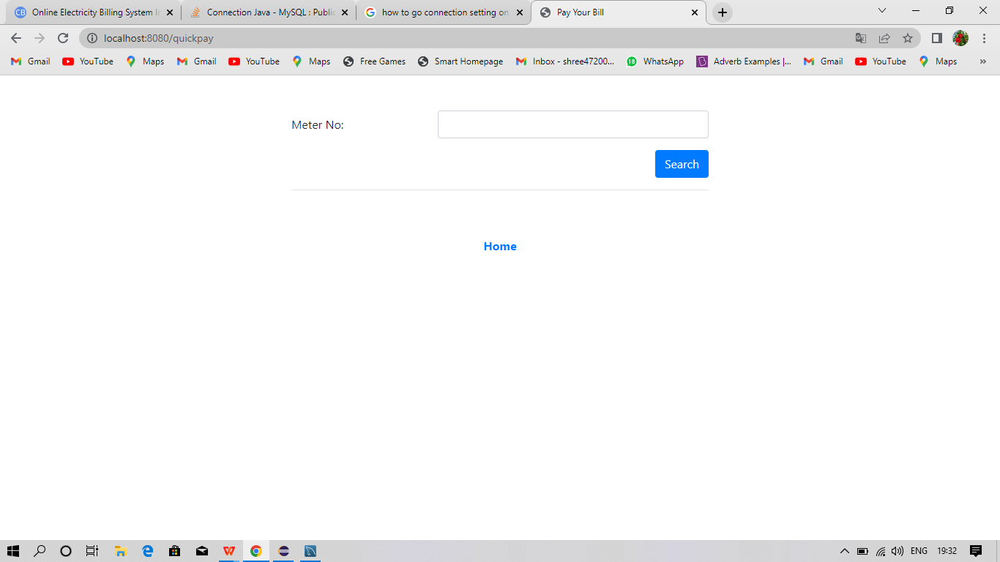 CB Online Electricity Billing System I
Connection Java - MySQL : Public
how to go connection setting on
Pay Your Bill
localhost:8080/quickpay
Gmail YouTube Maps Gmail YouTube Maps Free Games Smart Homepage Inbox - shree47200... 18 WhatsApp Adverb Examples |... Gmail YouTube Maps »
Meter No:
Search
Home
ENG 19:32